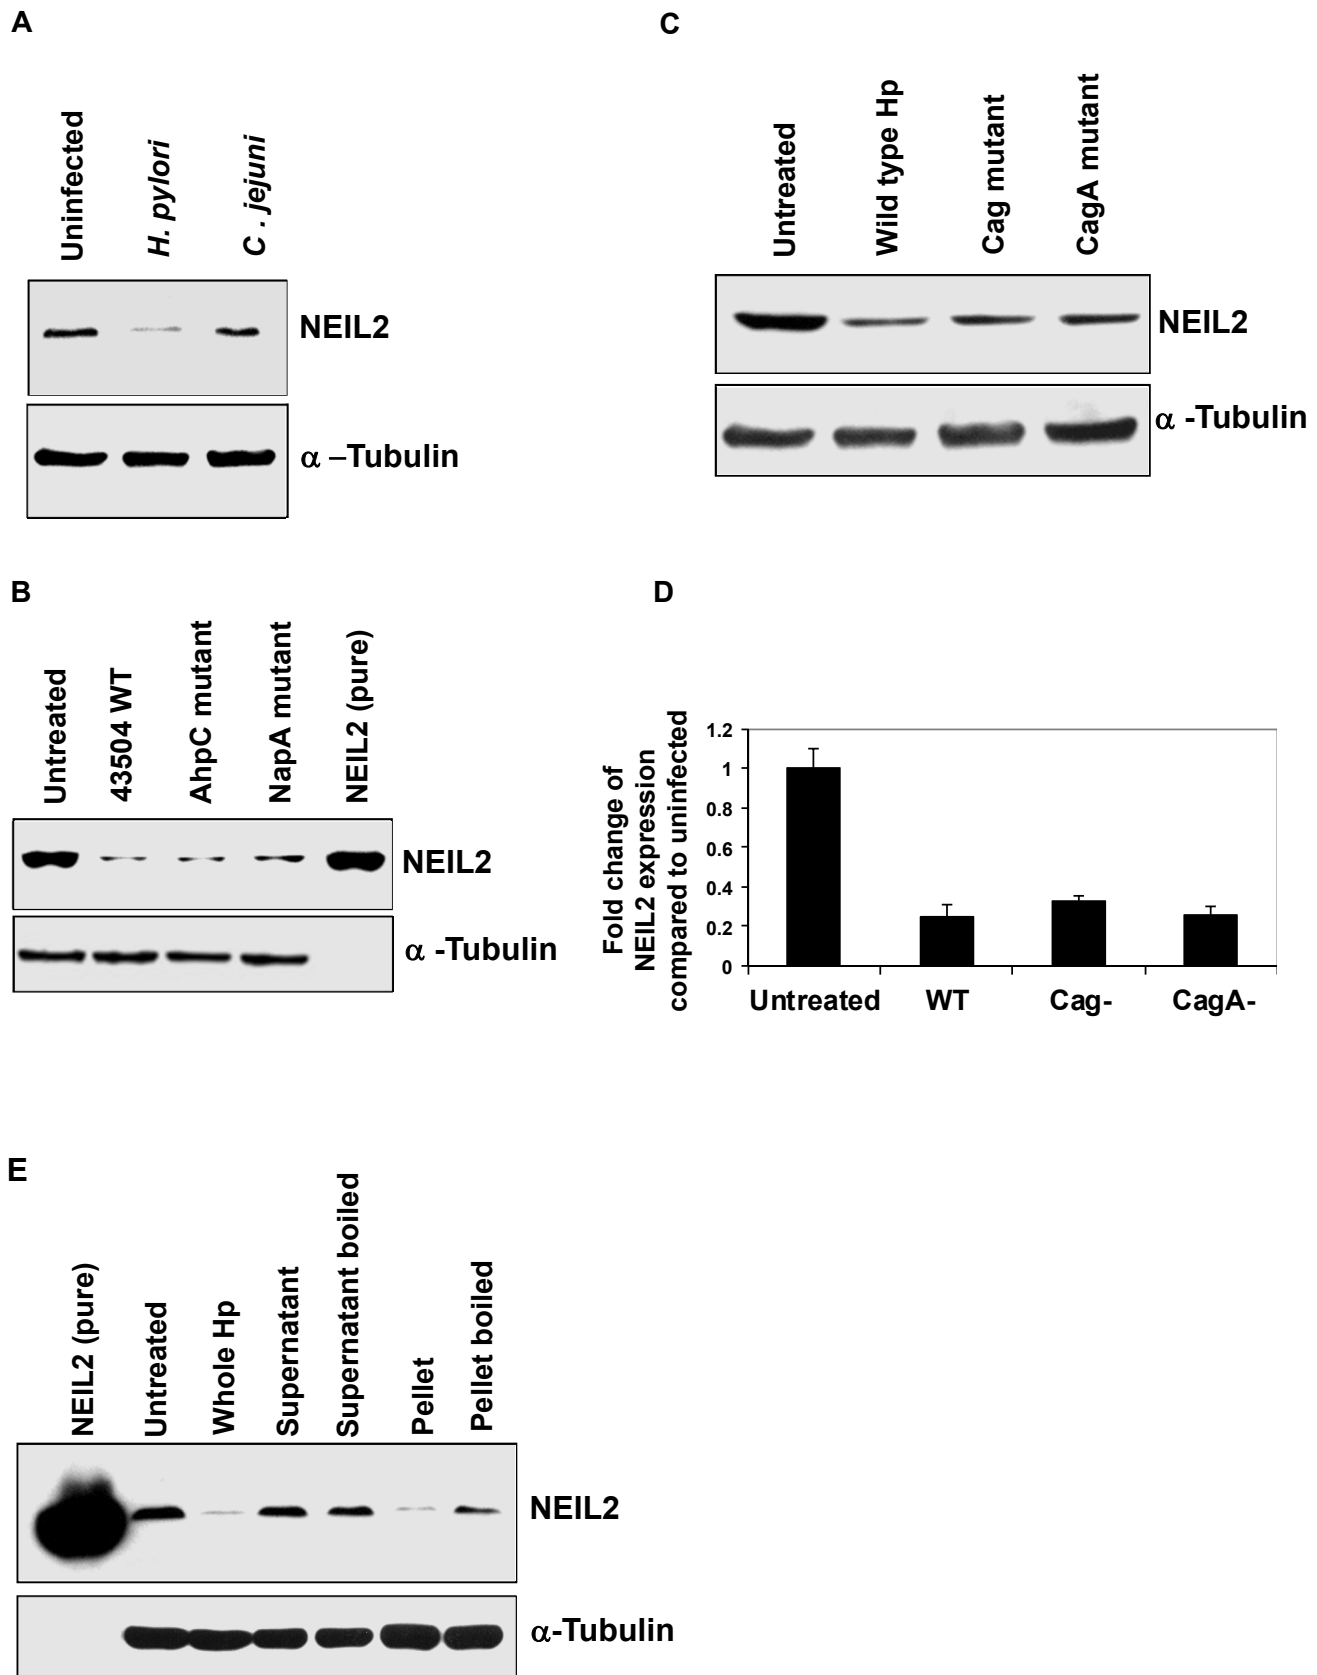 A
Uninfected
H. pylori
C . jejuni
NEIL2
α –Tubulin
C
Untreated
Wild type Hp
Cag mutant
CagA mutant
NEIL2
α -Tubulin
B
Untreated
43504 WT
AhpC mutant
NapA mutant
NEIL2 (pure)
NEIL2
α -Tubulin
D
Fold change of
NEIL2 expression
compared to uninfected
1.2
1
0.8
0.6
0.4
0.2
0
Untreated
WT
Cag-
CagA-
E
NEIL2 (pure)
Untreated
Whole Hp
Supernatant
Supernatant boiled
Pellet
Pellet boiled
NEIL2
α-Tubulin